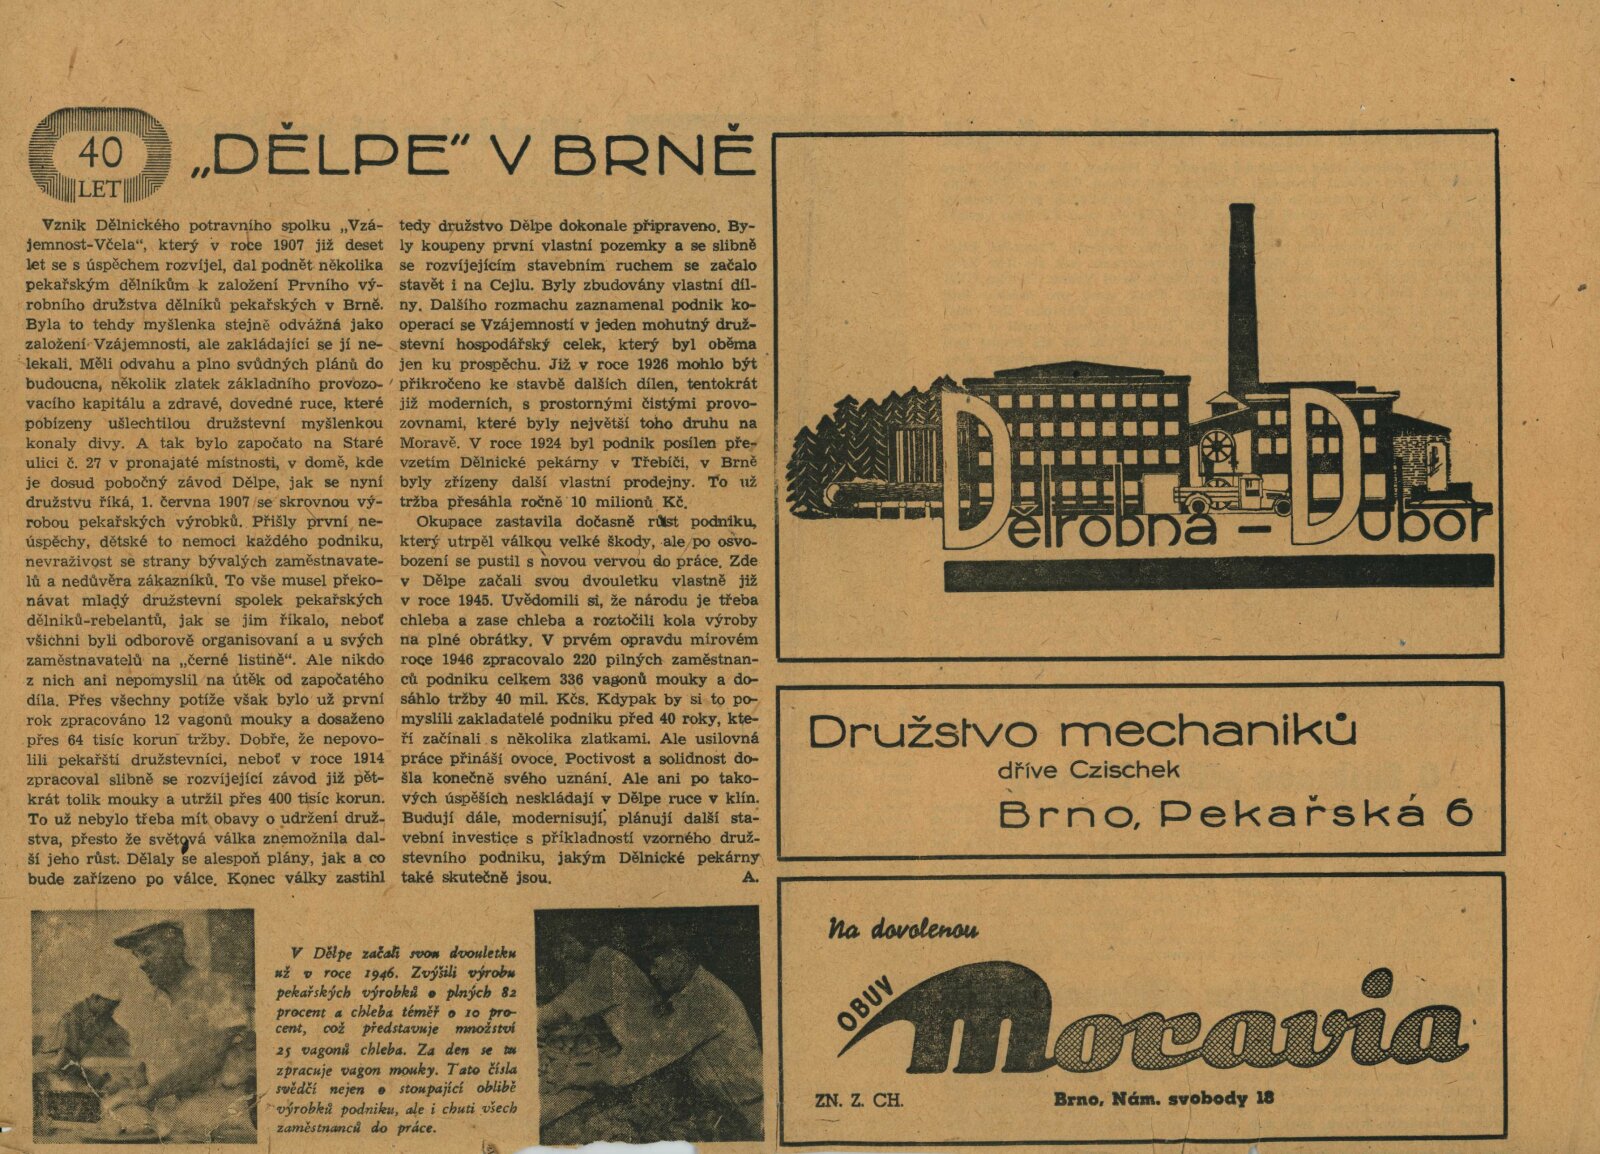 40
LET
„DĚLPE“ V BRNĚ
Vznik Dělnického potravního spolku „Vzá-
jemnost-Včela“, který v roce 1907 již deset
let se s úspěchem rozvíjel, dal podnět několika
pekařským dělníkům k založení Prvního vý-
robního družstva dělníků pekařských v Brně.
Byla to tehdy myšlenka stejně odvážná jako
založení Vzájemnosti, ale zakládající se jí ne-
lekali. Měli odvahu a plno svůdných plánů do
budoucna, několik zlatek základního provozo-
vacího kapitálu a zdravé, dovedné ruce, které
pobízeny ušlechtilou družstevní myšlenkou
konaly divy. A tak bylo započato na Staré
ulici č. 27 v pronajaté místnosti, v domě, kde
je dosud pobočný závod Dělpe, jak se nyní
družstvu říká, 1. června 1907 se skrovnou vý-
robou pekařských výrobků. Přišly první ne-
úspěchy, dětské to nemoci každého podniku,
nevraživost se strany bývalých zaměstnavate-
lů a nedůvěra zákazníků. To vše musel překo-
návat mladý družstevní spolek pekařských
dělníků-rebelantů, jak se jim říkalo, neboť
všichni byli odborově organisovaní a u svých
zaměstnavatelů na „černé listině“. Ale nikdo
z nich ani nepomyslil na útěk od započatého
díla. Přes všechny potíže však bylo už první
rok zpracováno 12 vagonů mouky a dosaženo
přes 64 tisíc korun tržby. Dobře, že nepovo-
lili pekařští družstevníci, neboť v roce 1914
zpracoval slibně se rozvíjející závod již pět-
krát tolik mouky a utržil přes 400 tisíc korun.
To už nebylo třeba mít obavy o udržení druž-
stva, přesto že světová válka znemožnila dal-
ší jeho růst. Dělaly se alespoň plány, jak a co
bude zařízeno po válce. Konec války zastihl
tedy družstvo Dělpe dokonale připraveno. By-
ly koupeny první vlastní pozemky a se slibně
se rozvíjejícím stavebním ruchem se začalo
stavět i na Cejlu. Byly zbudovány vlastní díl-
ny. Dalšího rozmachu zaznamenal podnik ko-
operací se Vzájemností v jeden mohutný druž-
stevní hospodářský celek, který byl oběma
jen ku prospěchu. Již v roce 1926 mohlo být
přikročeno ke stavbě dalších dílen, tentokrát
již moderních, s prostornými čistými provo-
zovnami, které byly největší toho druhu na
Moravě. V roce 1924 byl podnik posílen pře-
vzetím Dělnické pekárny v Třebíči, v Brně
byly zřízeny další vlastní prodejny. To už
tržba přesáhla ročně 10 milionů Kč.
Okupace zastavila dočasně růst podniku,
který utrpěl válkou velké škody, ale po osvo-
bození se pustil s novou vervou do práce. Zde
v Dělpe začali svou dvouletku vlastně již
v roce 1945. Uvědomili si, že národu je třeba
chleba a zase chleba a roztočili kola výroby
na plné obrátky. V prvém opravdu mírovém
roce 1946 zpracovalo 220 pilných zaměstnan-
ců podniku celkem 336 vagonů mouky a do-
sáhlo tržby 40 mil. Kčs. Kdypak by si to po-
myslili zakladatelé podniku před 40 roky, kte-
ří začínali s několika zlatkami. Ale usilovná
práce přináší ovoce. Poctivost a solidnost do-
šla konečně svého uznání. Ale ani po tako-
vých úspěších neskládají v Dělpe ruce v klín.
Budují dále, modernisují, plánují další sta-
vební investice s příkladností vzorného druž-
stevního podniku, jakým Dělnické pekárny
také skutečně jsou. A.
V Dělpe začali svou dvouletku
už v roce 1946. Zvýšili výrobu
pekařských výrobků o plných 82
procent a chleba téměř o 10 pro-
cent, což představuje množství
25 vagonů chleba. Za den se tu
zpracuje vagon mouky. Tato čísla
svědčí nejen o stoupající oblibě
výrobků podniku, ale i chuti všech
zaměstnanců do práce.
Dělrobna – Dubor
Družstvo mechaniků
dříve Czischek
Brno, Pekařská 6
Na dovolenou
OBUV
Moravia
ZN. Z. CH.
Brno, Nám. svobody 18